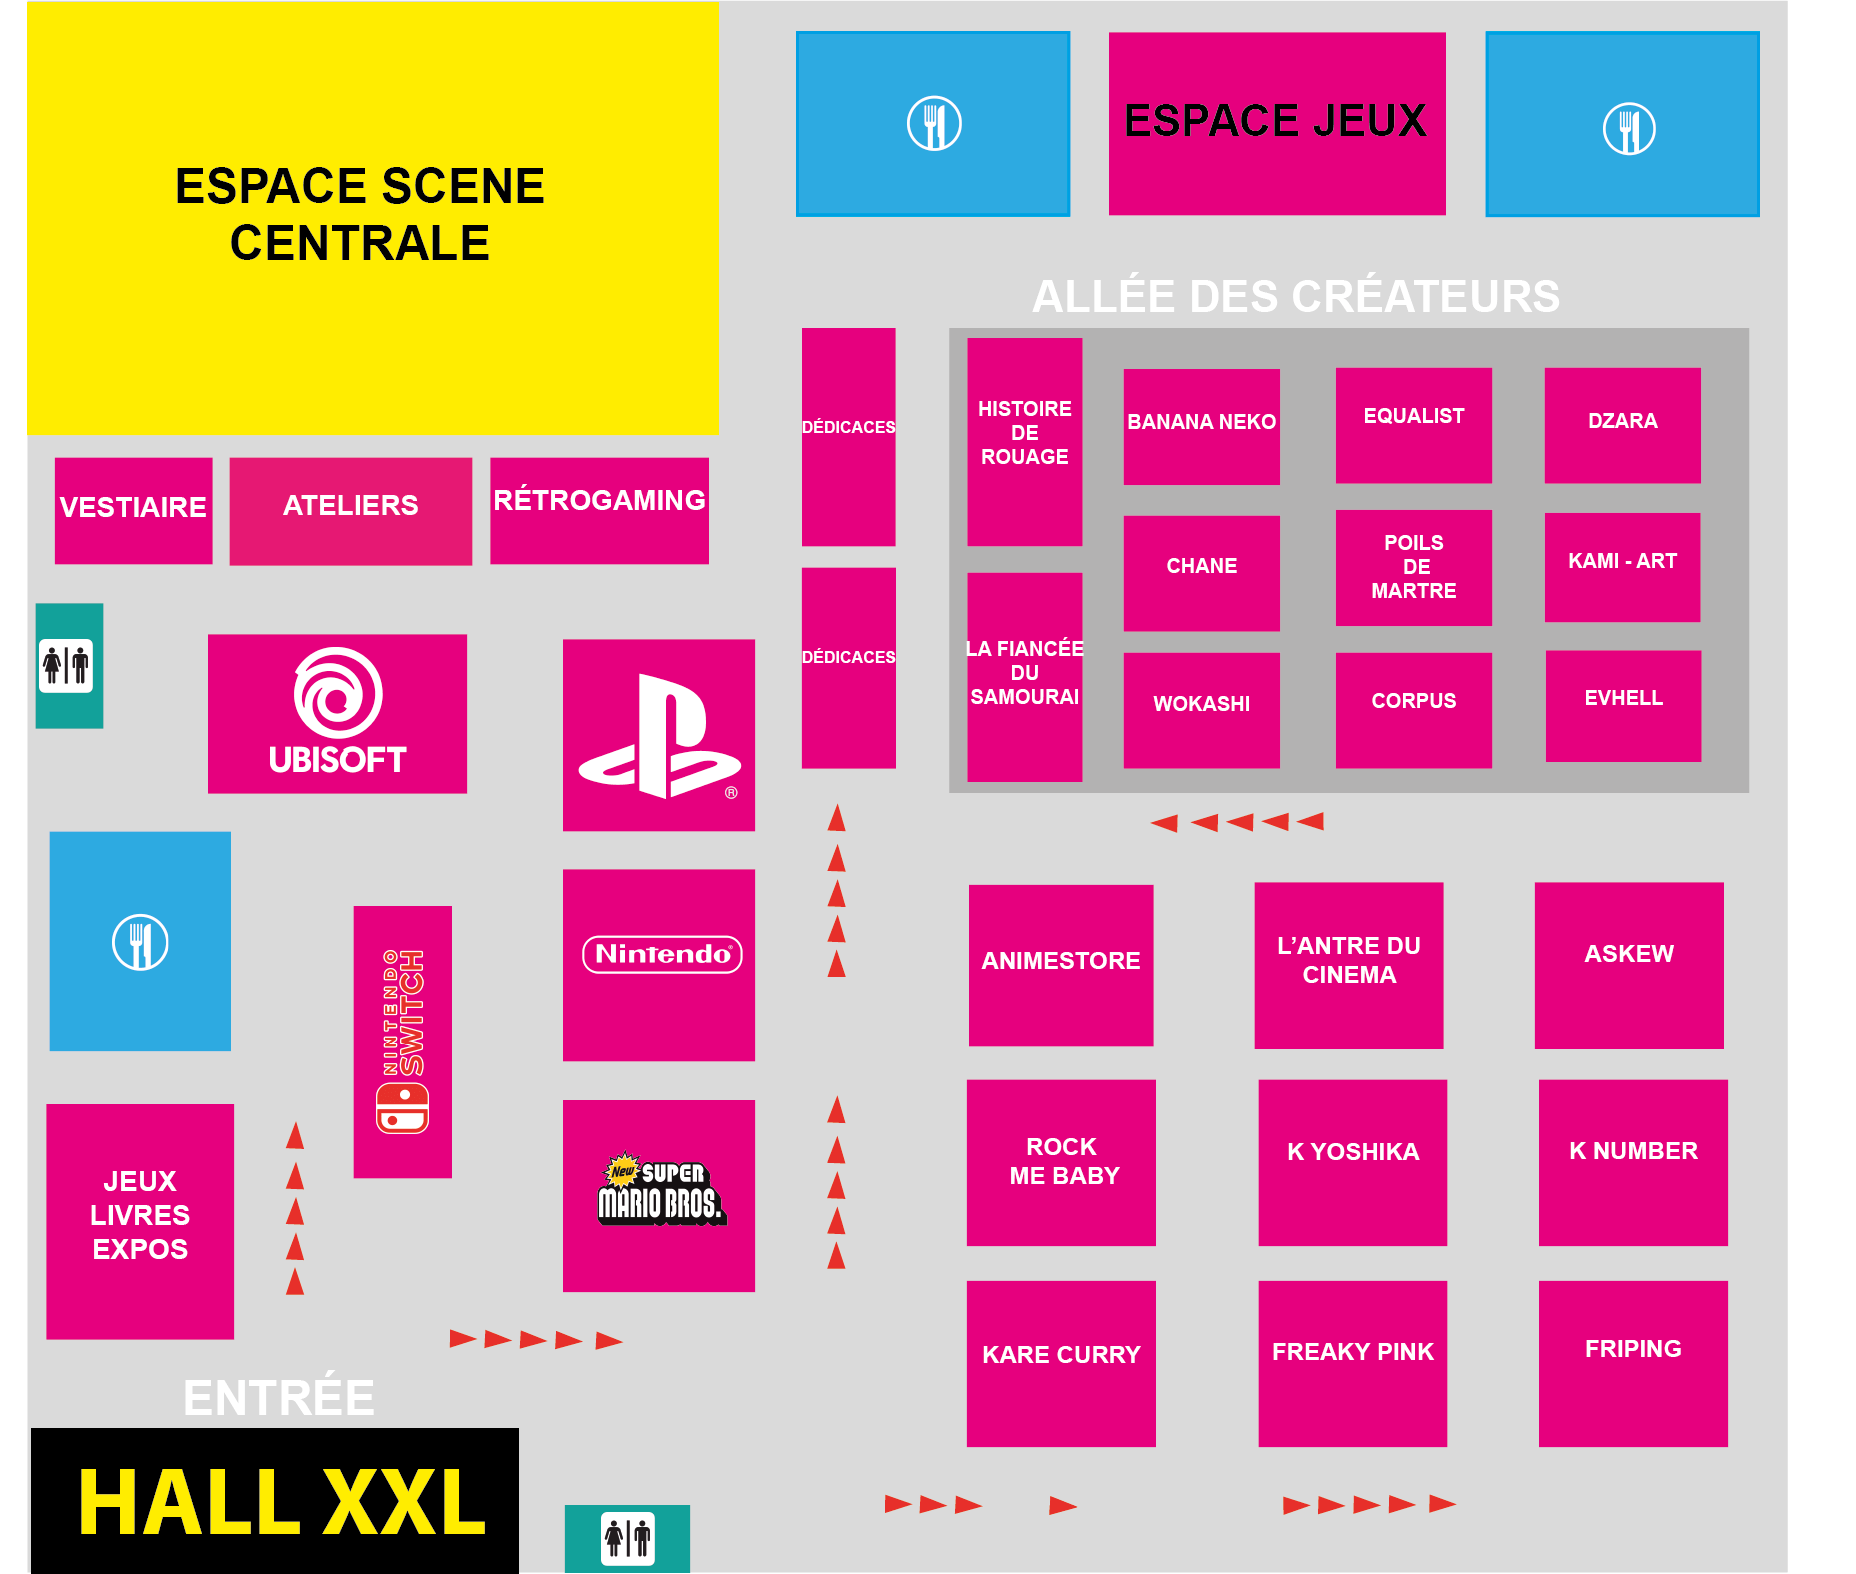 ESPACE SCENE
CENTRALE
ESPACE JEUX
ALLÉE DES CRÉATEURS
DÉDICACES
HISTOIRE
DE
ROUAGE
BANANA NEKO
EQUALIST
DZARA
VESTIAIRE
ATELIERS
RÉTROGAMING
CHANE
POILS
DE
MARTRE
KAMI - ART
DÉDICACES
LA FIANCÉE
DU
SAMOURAI
WOKASHI
CORPUS
EVHELL
UBISOFT
®
NINTENDO
SWITCH
Nintendo®
ANIMESTORE
L’ANTRE DU
CINEMA
ASKEW
JEUX
LIVRES
EXPOS
New
SUPER
MARIO BROS.
ROCK
ME BABY
K YOSHIKA
K NUMBER
KARE CURRY
FREAKY PINK
FRIPING
ENTRÉE
HALL XXL